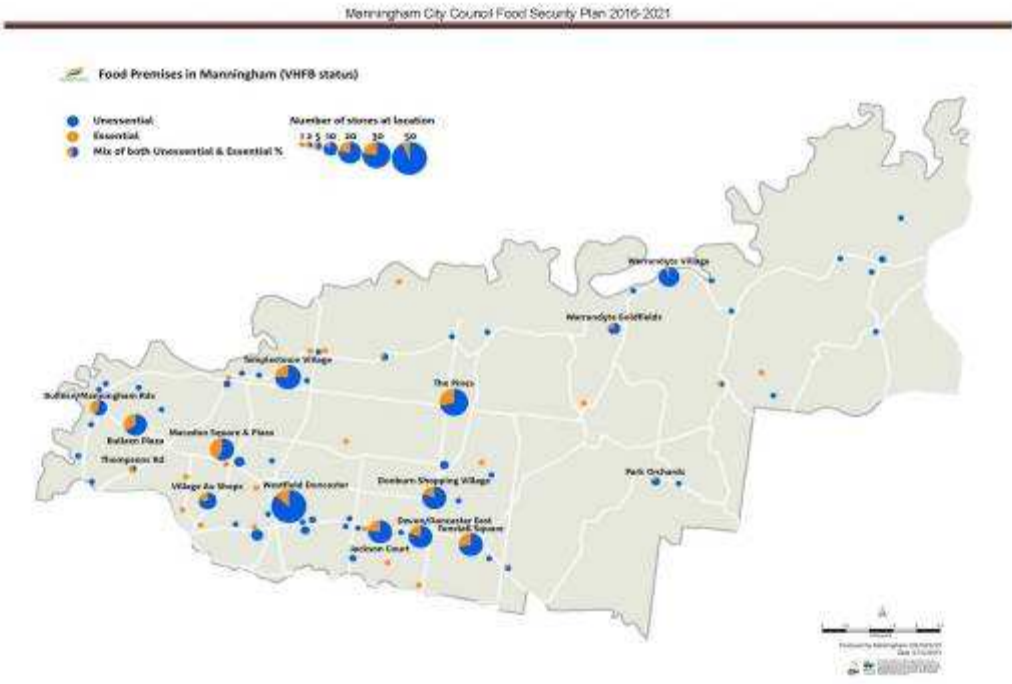 Manningham City Council Food Security Plan 2016-2021
Food Premises in Manningham (VHFB status)
Unessential
Essential
Mix of both Unessential & Essential %
Number of stores at location
1 2 5 10 20 30 50
Warrandyte Village
Warrandyte Goldfields
Templestowe Village
The Pines
Bulleen/Manningham Rds
Bulleen Plaza
Macedon Square & Plaza
Thompsons Rd
Village Av Shops
Westfield Doncaster
Donburn Shopping Village
Park Orchards
Devon/Doncaster East
Tunstall Square
Jackson Court